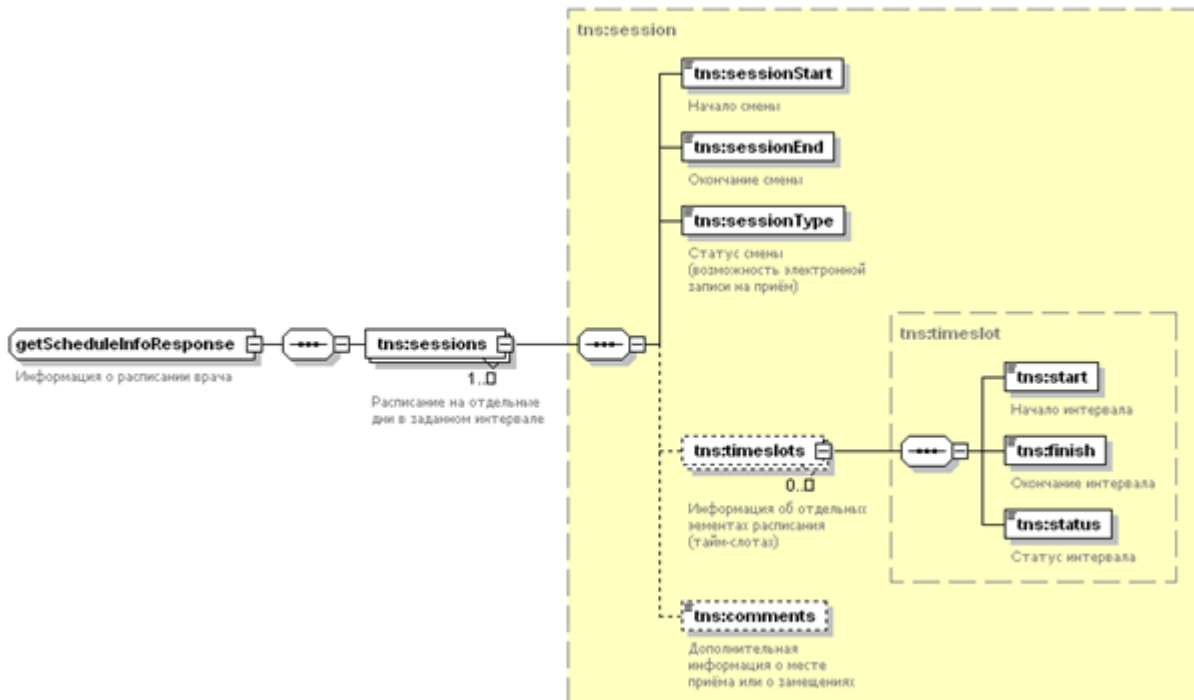 tns:session
tns:sessionStart
Начало смены
tns:sessionEnd
Окончание смены
tns:sessionType
Статус смены
(возможность электронной
записи на приём)
getScheduleInfoResponse
Информация о расписании врача
tns:sessions
1..
Расписание на отдельные
дни в заданном интервале
tns:timeslots
0..
Информация об отдельных
эементах расписания
(тайм-слотах)
tns:timeslot
tns:start
Начало интервала
tns:finish
Окончание интервала
tns:status
Статус интервала
tns:comments
Дополнительная
информация о месте
приёма или о замещениях